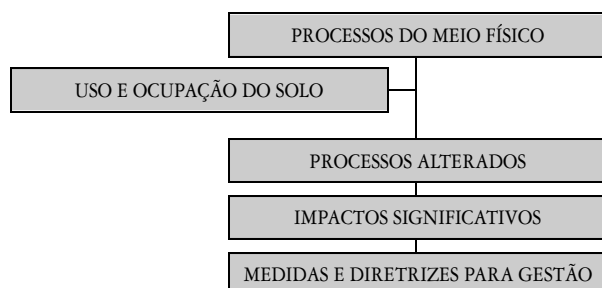 PROCESSOS DO MEIO FÍSICO
USO E OCUPAÇÃO DO SOLO
PROCESSOS ALTERADOS
IMPACTOS SIGNIFICATIVOS
MEDIDAS E DIRETRIZES PARA GESTÃO